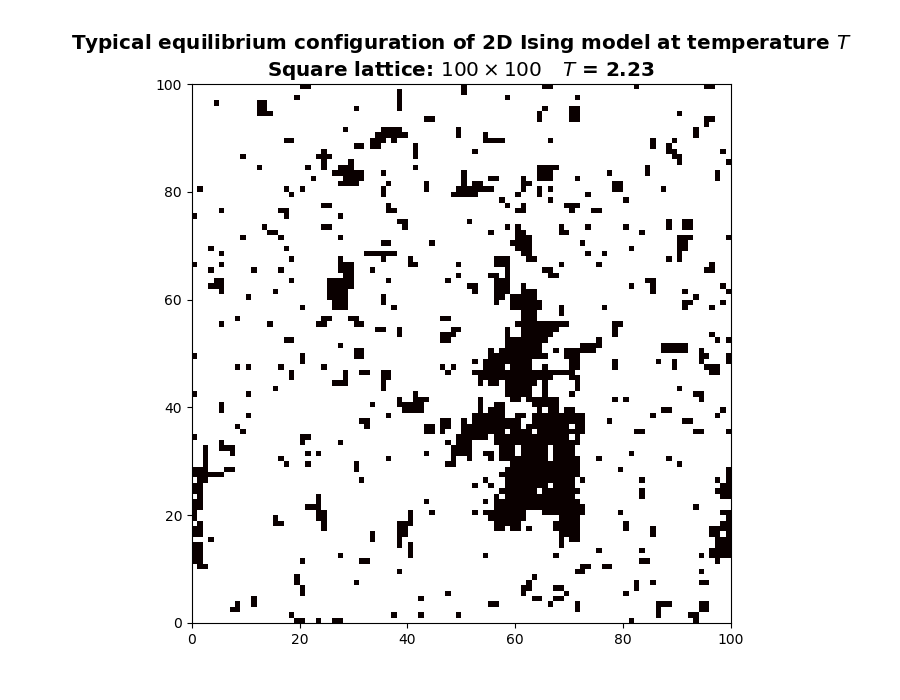 Typical equilibrium configuration of 2D Ising model at temperature T
Square lattice: 100 × 100 T = 2.23
100
80
60
40
20
0
0 20 40 60 80 100